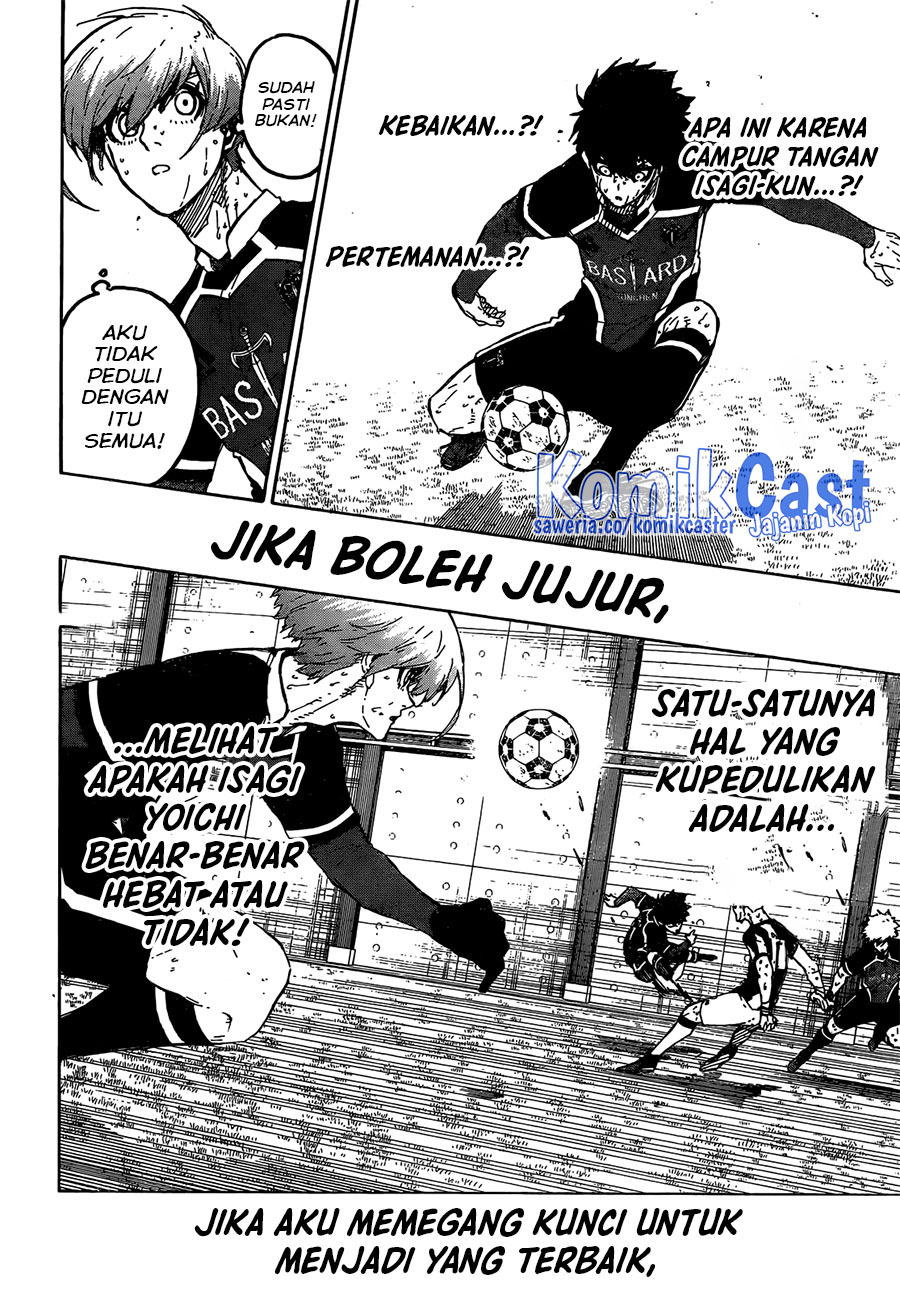 APA INI KARENA
CAMPUR TANGAN
ISAGI-KUN...?!
KEBAIKAN...?!
PERTEMANAN...?!
BASTARD
MÜNCHEN
SUDAH
PASTI
BUKAN!
AKU
TIDAK
PEDULI
DENGAN
ITU
SEMUA!
BAST
KomikCast
saweria.co/komikcaster
Jajanin Kopi
JIKA BOLEH JUJUR,
SATU-SATUNYA
HAL YANG
KUPEDULIKAN
ADALAH...
...MELIHAT
APAKAH ISAGI
YOICHI
BENAR-BENAR
HEBAT ATAU
TIDAK!
JIKA AKU MEMEGANG KUNCI UNTUK
MENJADI YANG TERBAIK,